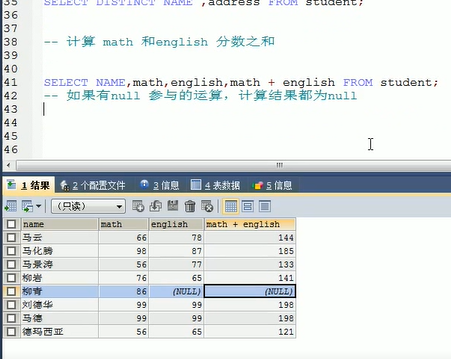 35 SELECT DISTINCT NAME ,address FROM student;
36
37
38 -- 计算 math 和english 分数之和
39
40
41 SELECT NAME,math,english,math + english FROM student;
42 -- 如果有null 参与的运算，计算结果都为null
43
44
45
46
1 结果 2 个配置文件 3 信息 4 表数据 5 信息
（只读）
name math english math + english
马云 66 78 144
马化腾 98 87 185
马景涛 56 77 133
柳岩 76 65 141
柳青 86 (NULL) (NULL)
刘德华 99 99 198
马德 99 99 198
德玛西亚 56 65 121